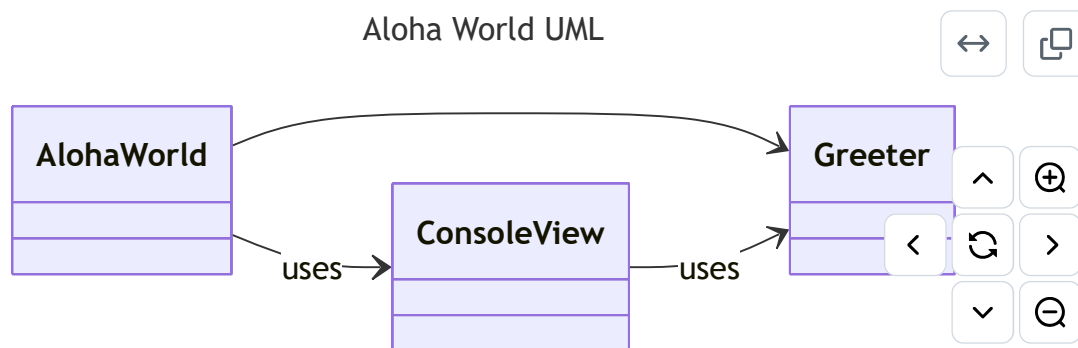 Aloha World UML
AlohaWorld
Greeter
ConsoleView
uses
uses